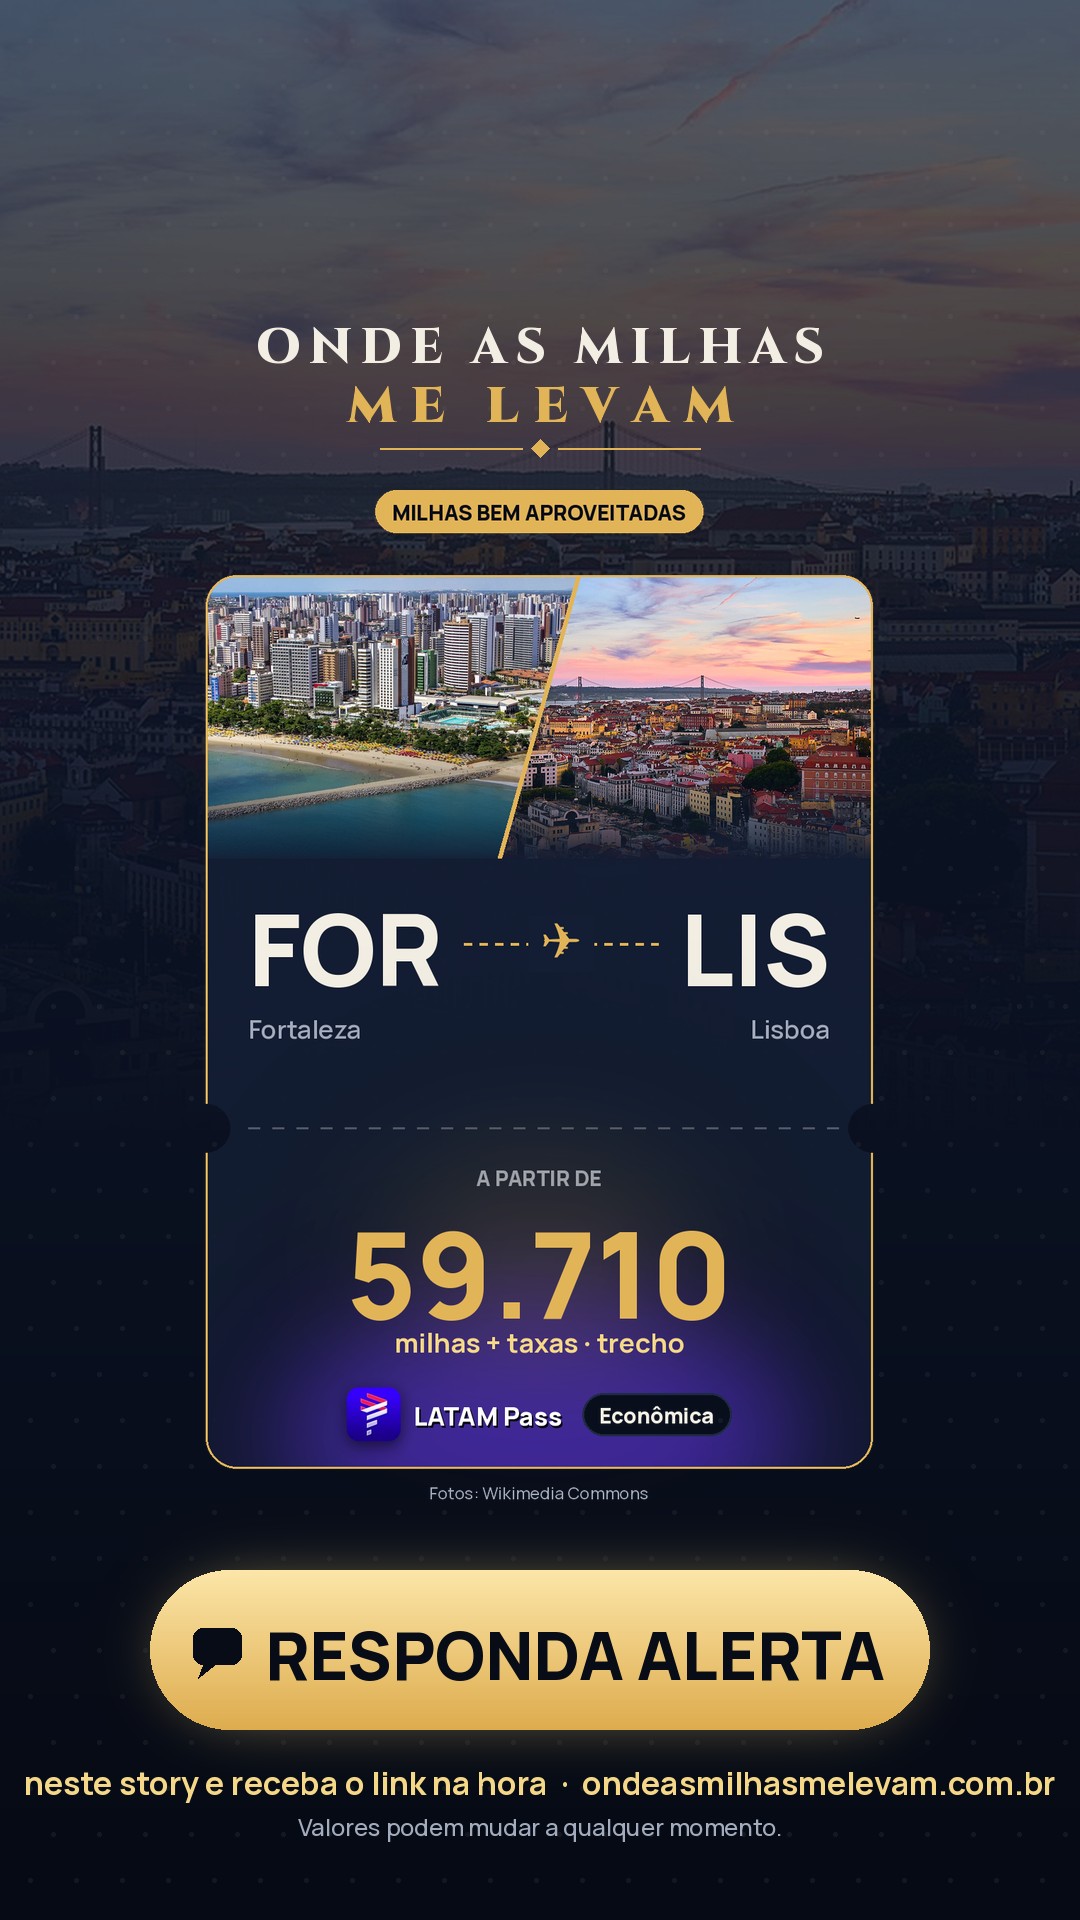 ONDE AS MILHAS
ME LEVAM
MILHAS BEM APROVEITADAS
FOR LIS
Fortaleza Lisboa
A PARTIR DE
59.710
milhas + taxas · trecho
LATAM Pass Econômica
Fotos: Wikimedia Commons
RESPONDA ALERTA
neste story e receba o link na hora · ondeasmilhasmelevam.com.br
Valores podem mudar a qualquer momento.